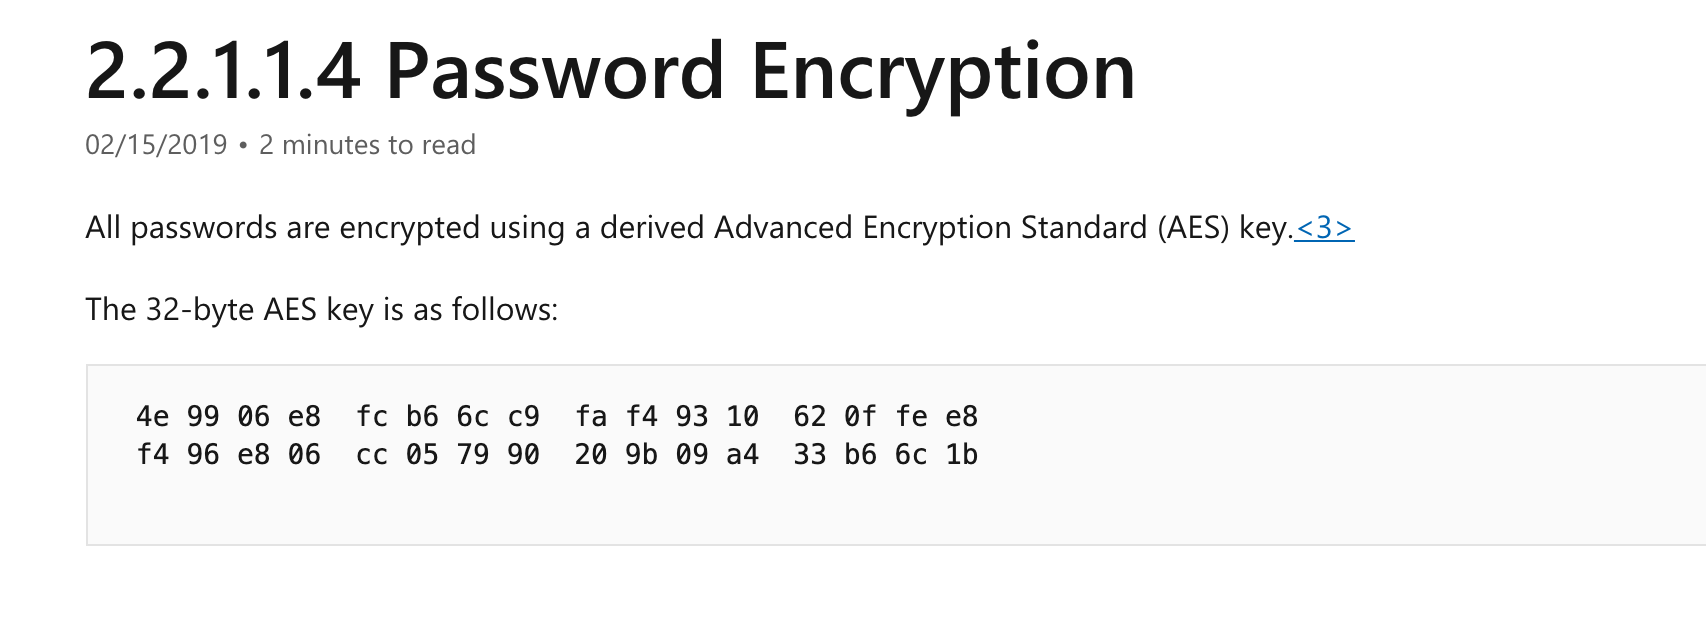 2.2.1.1.4 Password Encryption
02/15/2019 • 2 minutes to read
All passwords are encrypted using a derived Advanced Encryption Standard (AES) key.<3>
The 32-byte AES key is as follows:
4e 99 06 e8  fc b6 6c c9  fa f4 93 10  62 0f fe e8
f4 96 e8 06  cc 05 79 90  20 9b 09 a4  33 b6 6c 1b